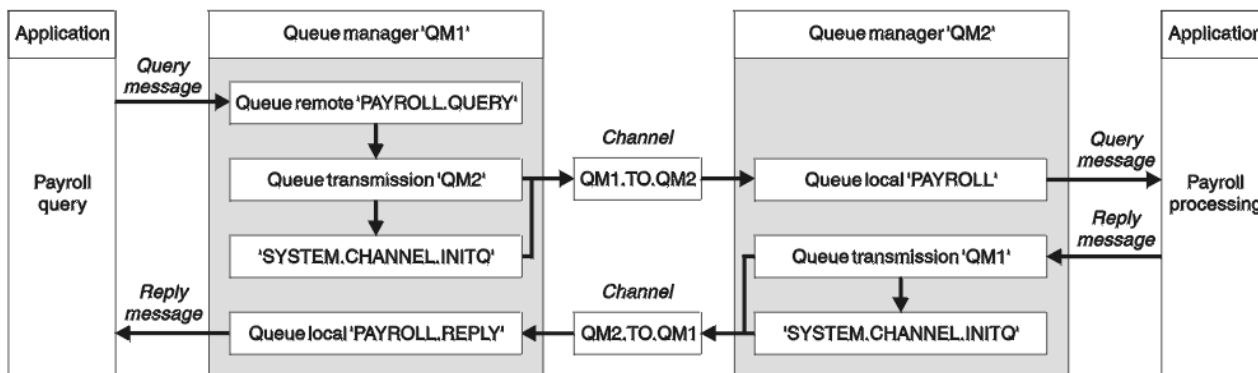 Application
Queue manager 'QM1'
Queue manager 'QM2'
Application
Query
message
Queue remote 'PAYROLL.QUERY'
Channel
Query
message
Payroll
query
Queue transmission 'QM2'
QM1.TO.QM2
Queue local 'PAYROLL'
Payroll
processing
'SYSTEM.CHANNEL.INITQ'
Reply
message
Queue transmission 'QM1'
Reply
message
Channel
Queue local 'PAYROLL.REPLY'
QM2.TO.QM1
'SYSTEM.CHANNEL.INITQ'